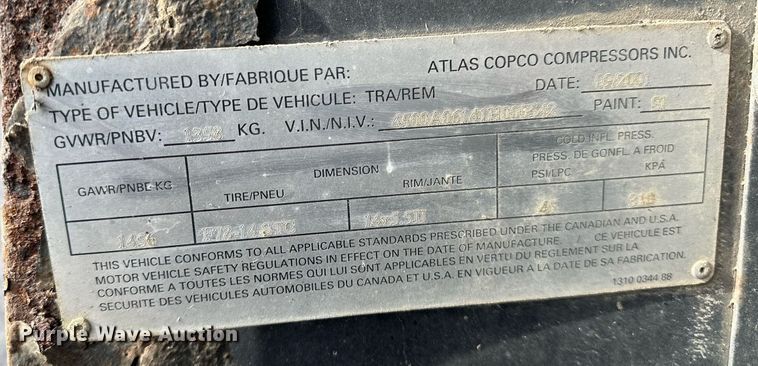 MANUFACTURED BY/FABRIQUE PAR: ATLAS COPCO COMPRESSORS INC.
TYPE OF VEHICLE/TYPE DE VEHICULE: TRA/REM DATE:
GVWR/PNBV: KG. V.I.N./N.I.V.: PAINT:
GAWR/PNBE KG DIMENSION COLD INFL. PRESS.
PRESS. DE GONFL. A FROID
TIRE/PNEU RIM/JANTE PSI/LPC KPÁ
45 310
THIS VEHICLE CONFORMS TO ALL APPLICABLE STANDARDS PRESCRIBED UNDER THE CANADIAN AND U.S.A.
MOTOR VEHICLE SAFETY REGULATIONS IN EFFECT ON THE DATE OF MANUFACTURE / CE VEHICULE EST
CONFORME A TOUTES LES NORMES QUI LUI SONT APPLICABLES EN VERTU DU REGLEMENT SUR LA
SECURITE DES VEHICULES AUTOMOBILES DU CANADA ET U.S.A. EN VIGUEUR A LA DATE DE SA FABRICATION.
1310 0344 88
Purple Wave Auction